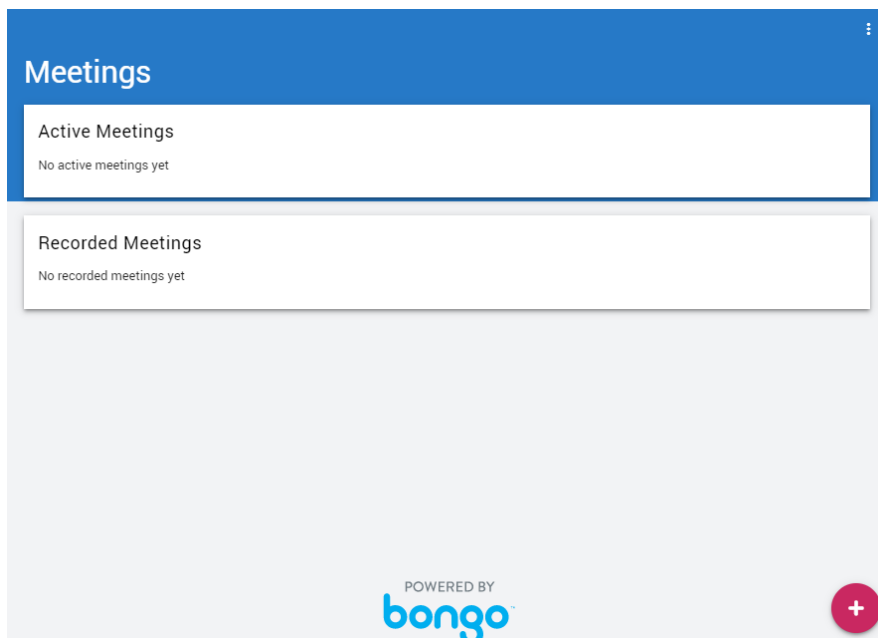 Meetings
Active Meetings
No active meetings yet
Recorded Meetings
No recorded meetings yet
POWERED BY
bongo